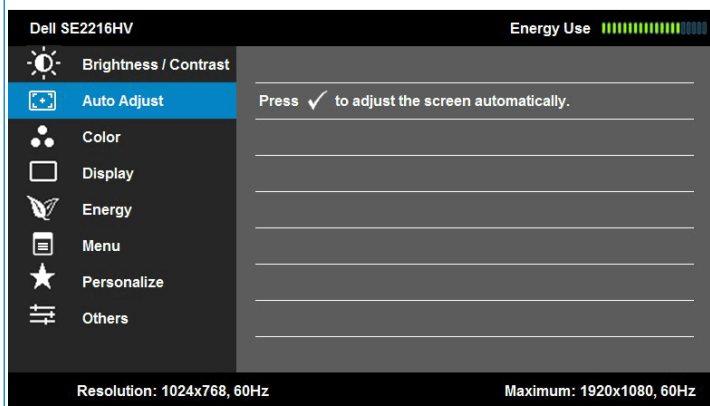 Dell SE2216HV Energy Use
Brightness / Contrast
Auto Adjust Press ✓ to adjust the screen automatically.
Color
Display
Energy
Menu
Personalize
Others
Resolution: 1024x768, 60Hz Maximum: 1920x1080, 60Hz